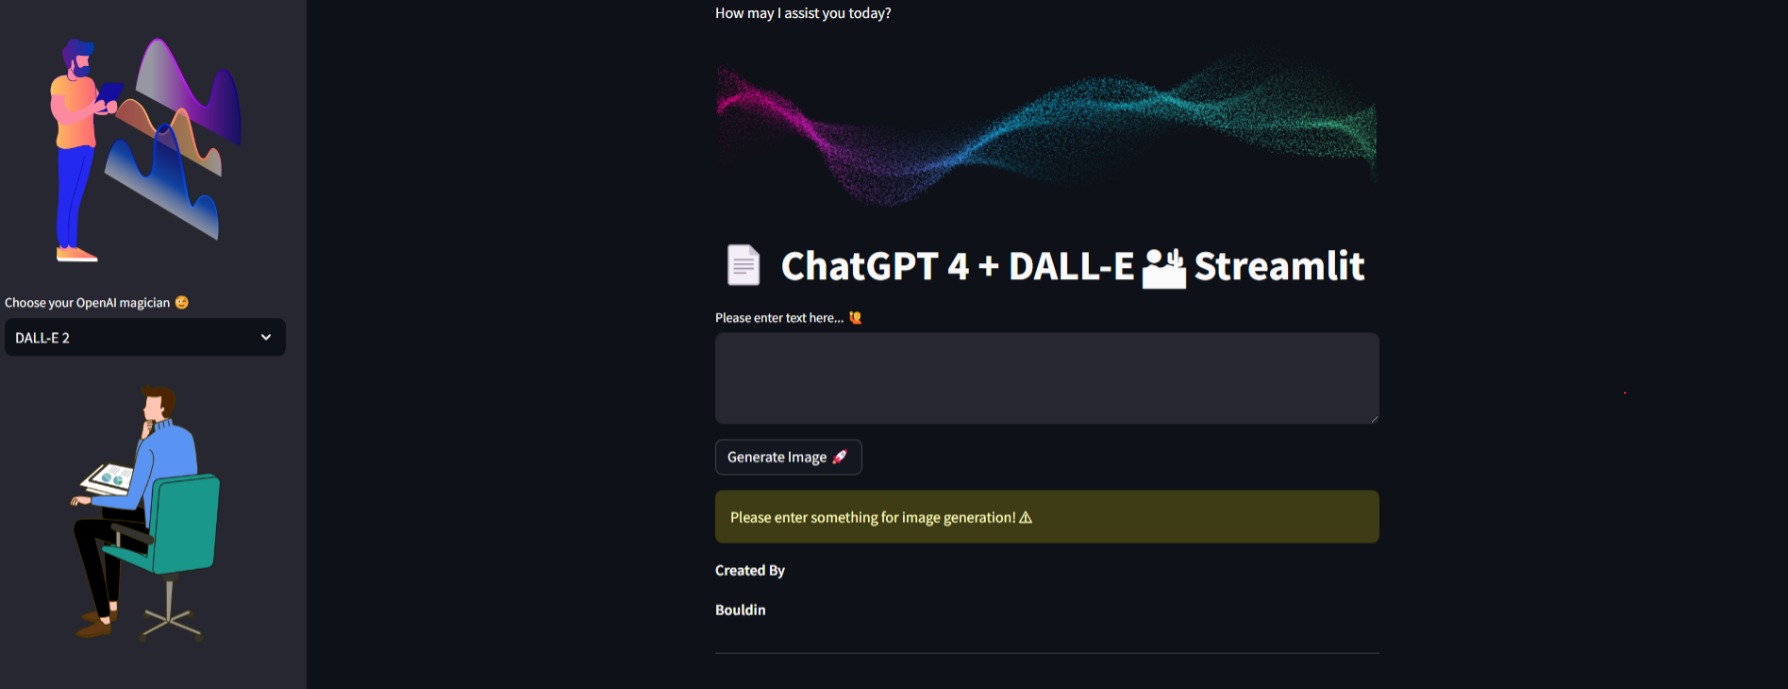 How may I assist you today?
Choose your OpenAI magician 😉
DALL-E 2
📄 ChatGPT 4 + DALL-E 🏜 Streamlit
Please enter text here... 🙋
Generate Image 🚀
Please enter something for image generation! ⚠
Created By
Bouldin